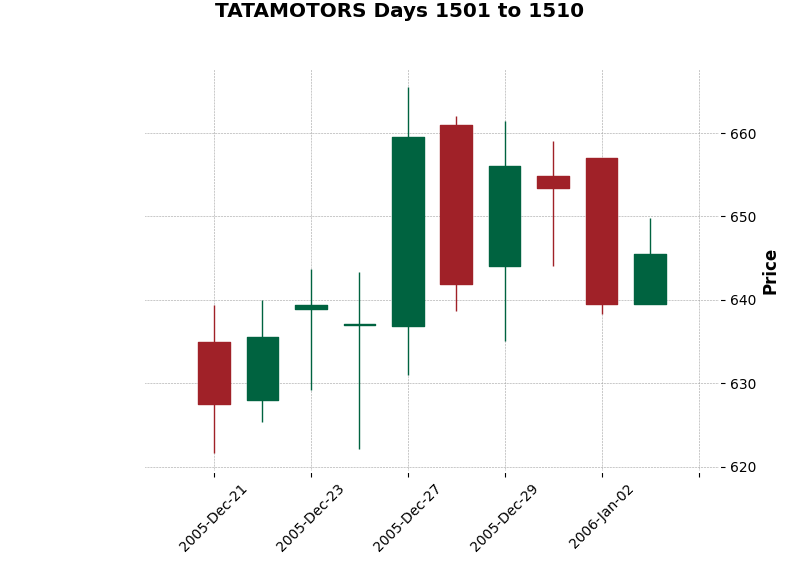 TATAMOTORS Days 1501 to 1510
660
650
640
630
620
Price
2005-Dec-21
2005-Dec-23
2005-Dec-27
2005-Dec-29
2006-Jan-02